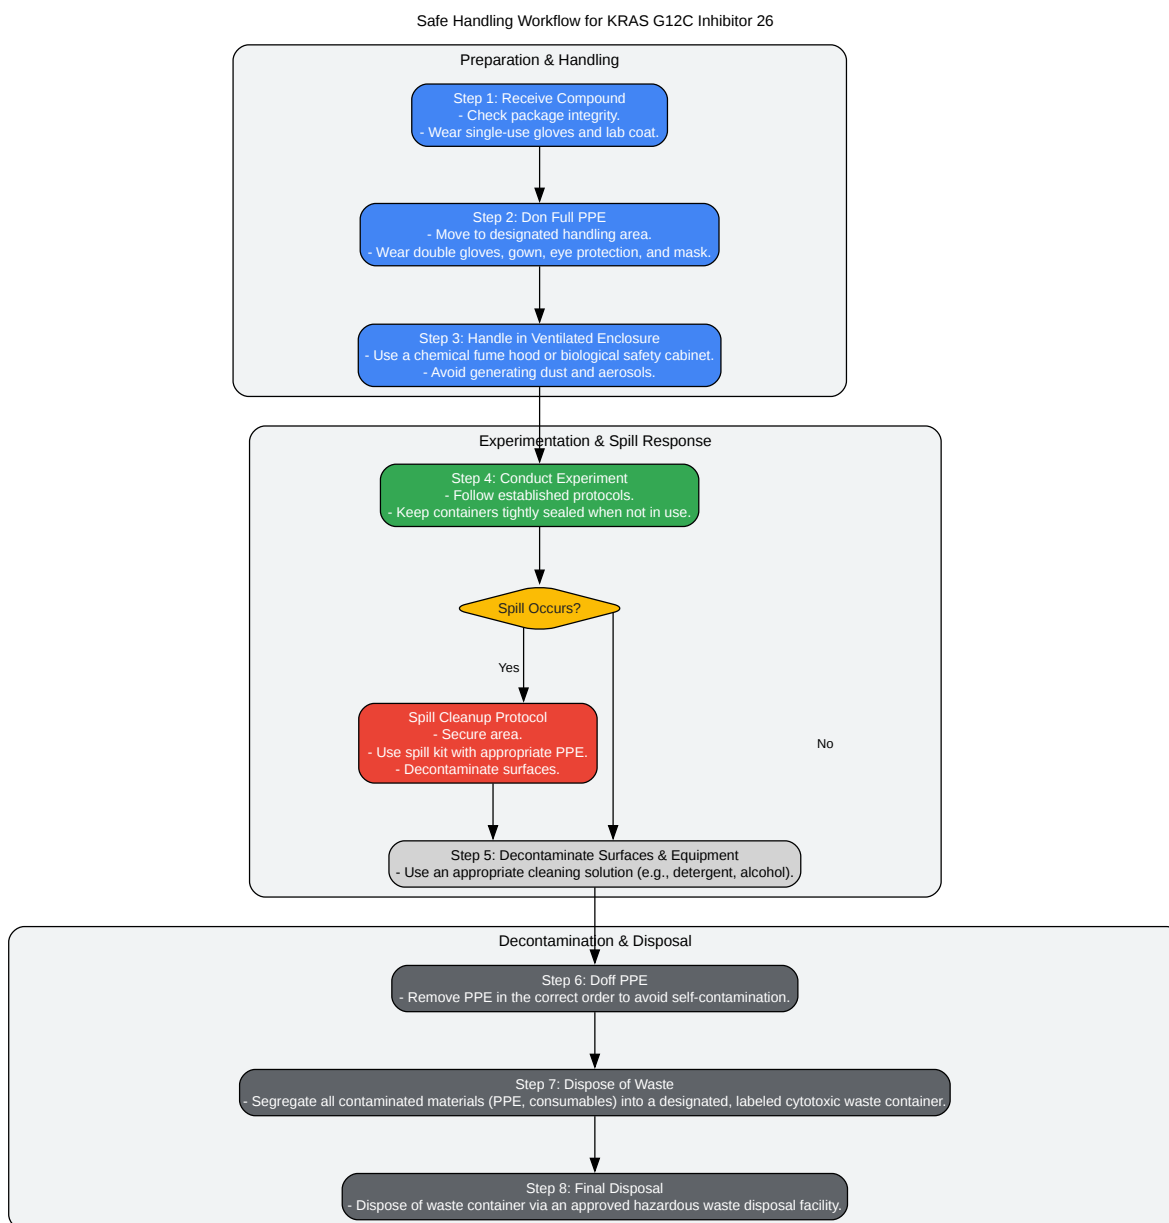 Safe Handling Workflow for KRAS G12C Inhibitor 26
Preparation & Handling
Step 1: Receive Compound
- Check package integrity.
- Wear single-use gloves and lab coat.
Step 2: Don Full PPE
- Move to designated handling area.
- Wear double gloves, gown, eye protection, and mask.
Step 3: Handle in Ventilated Enclosure
- Use a chemical fume hood or biological safety cabinet.
- Avoid generating dust and aerosols.
Experimentation & Spill Response
Step 4: Conduct Experiment
- Follow established protocols.
- Keep containers tightly sealed when not in use.
Spill Occurs?
Yes
Spill Cleanup Protocol
- Secure area.
- Use spill kit with appropriate PPE.
- Decontaminate surfaces.
No
Step 5: Decontaminate Surfaces & Equipment
- Use an appropriate cleaning solution (e.g., detergent, alcohol).
Decontamination & Disposal
Step 6: Doff PPE
- Remove PPE in the correct order to avoid self-contamination.
Step 7: Dispose of Waste
- Segregate all contaminated materials (PPE, consumables) into a designated, labeled cytotoxic waste container.
Step 8: Final Disposal
- Dispose of waste container via an approved hazardous waste disposal facility.